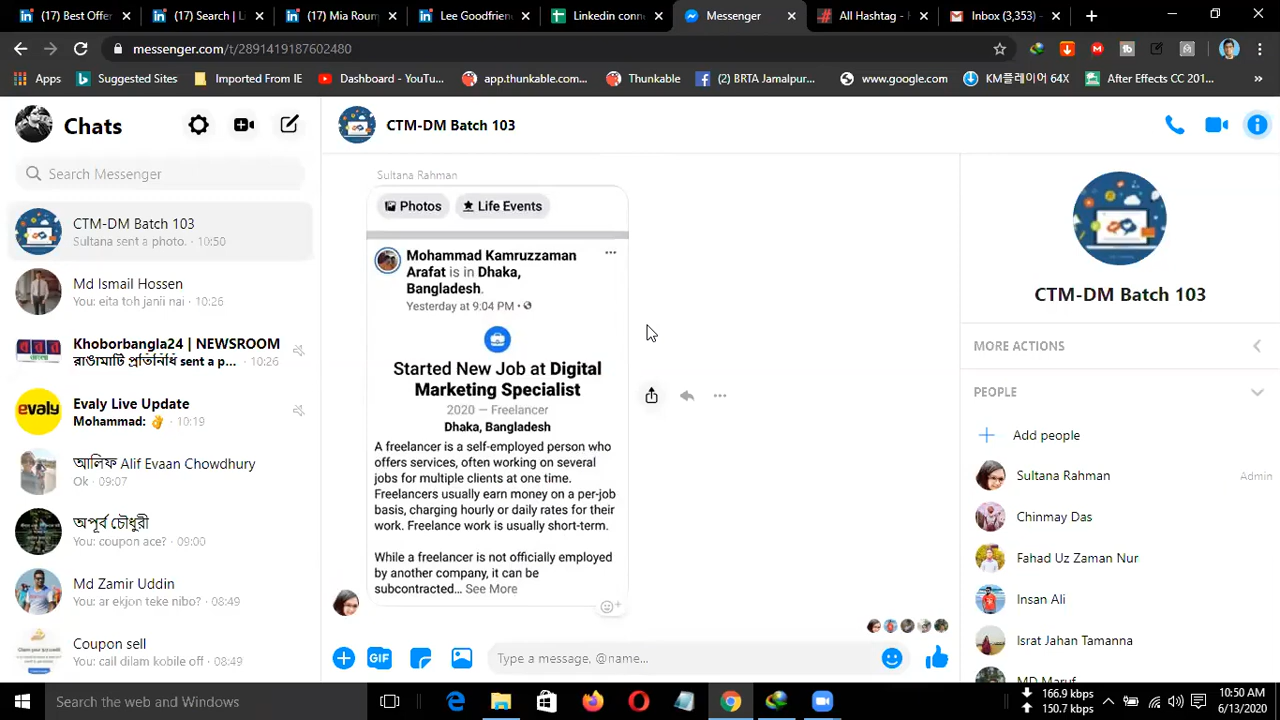 (17) Best Offer
(17) Search | L
(17) Mia Roum
Lee Goodfrien
Linkedin conn
Messenger
All Hashtag -
Inbox (3,353) -
messenger.com/t/2891419187602480
Apps
Suggested Sites
Imported From IE
Dashboard - YouTu...
app.thunkable.com...
Thunkable
(2) BRTA Jamalpur...
www.google.com
KM플레이어 64X
After Effects CC 201...
Chats
Search Messenger
CTM-DM Batch 103
Sultana sent a photo. · 10:50
Md Ismail Hossen
You: eita toh janii nai · 10:26
Khoborbangla24 | NEWSROOM
রাঙামাটি প্রতিনিধি sent a p... · 10:26
evaly
Evaly Live Update
Mohammad: 👌 · 10:19
আলিফ Alif Evaan Chowdhury
Ok · 09:07
অপূর্ব চৌধুরী
You: coupon ace? · 09:00
Md Zamir Uddin
You: ar ekjon teke nibo? · 08:49
Coupon sell
You: call dilam kobile off · 08:49
CTM-DM Batch 103
Sultana Rahman
Photos
Life Events
Mohammad Kamruzzaman
Arafat is in Dhaka,
Bangladesh.
Yesterday at 9:04 PM ·
Started New Job at Digital
Marketing Specialist
2020 — Freelancer
Dhaka, Bangladesh
A freelancer is a self-employed person who
offers services, often working on several
jobs for multiple clients at one time.
Freelancers usually earn money on a per-job
basis, charging hourly or daily rates for their
work. Freelance work is usually short-term.
While a freelancer is not officially employed
by another company, it can be
subcontracted... See More
GIF
Type a message, @name...
CTM-DM Batch 103
MORE ACTIONS
PEOPLE
Add people
Sultana Rahman
Admin
Chinmay Das
Fahad Uz Zaman Nur
Insan Ali
Israt Jahan Tamanna
MD Maruf
Search the web and Windows
166.9 kbps
150.7 kbps
10:50 AM
6/13/2020